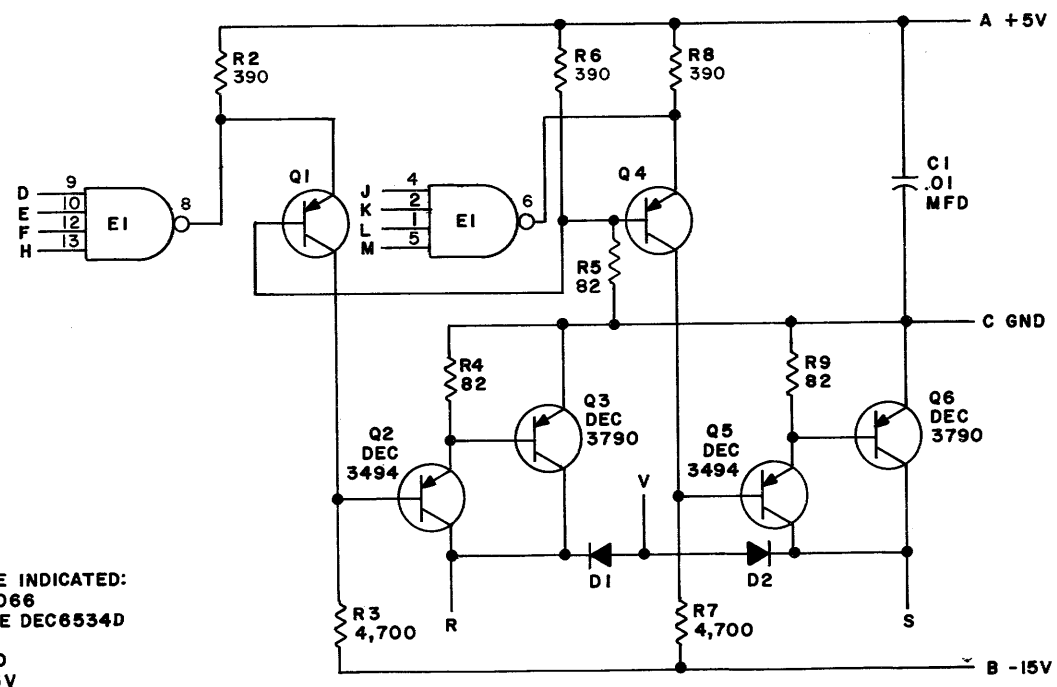 A +5V
R2
390
R6
390
R8
390
C1
.01
MFD
D 9
E 10
F 12
H 13
E1
8
Q1
J 4
K 2
L 1
M 5
E1
6
Q4
R5
82
C GND
R4
82
Q3
DEC
3790
R9
82
Q6
DEC
3790
Q2
DEC
3494
Q5
DEC
3494
V
D1
D2
R
S
R3
4,700
R7
4,700
B -15V
E INDICATED:
066
E DEC6534D